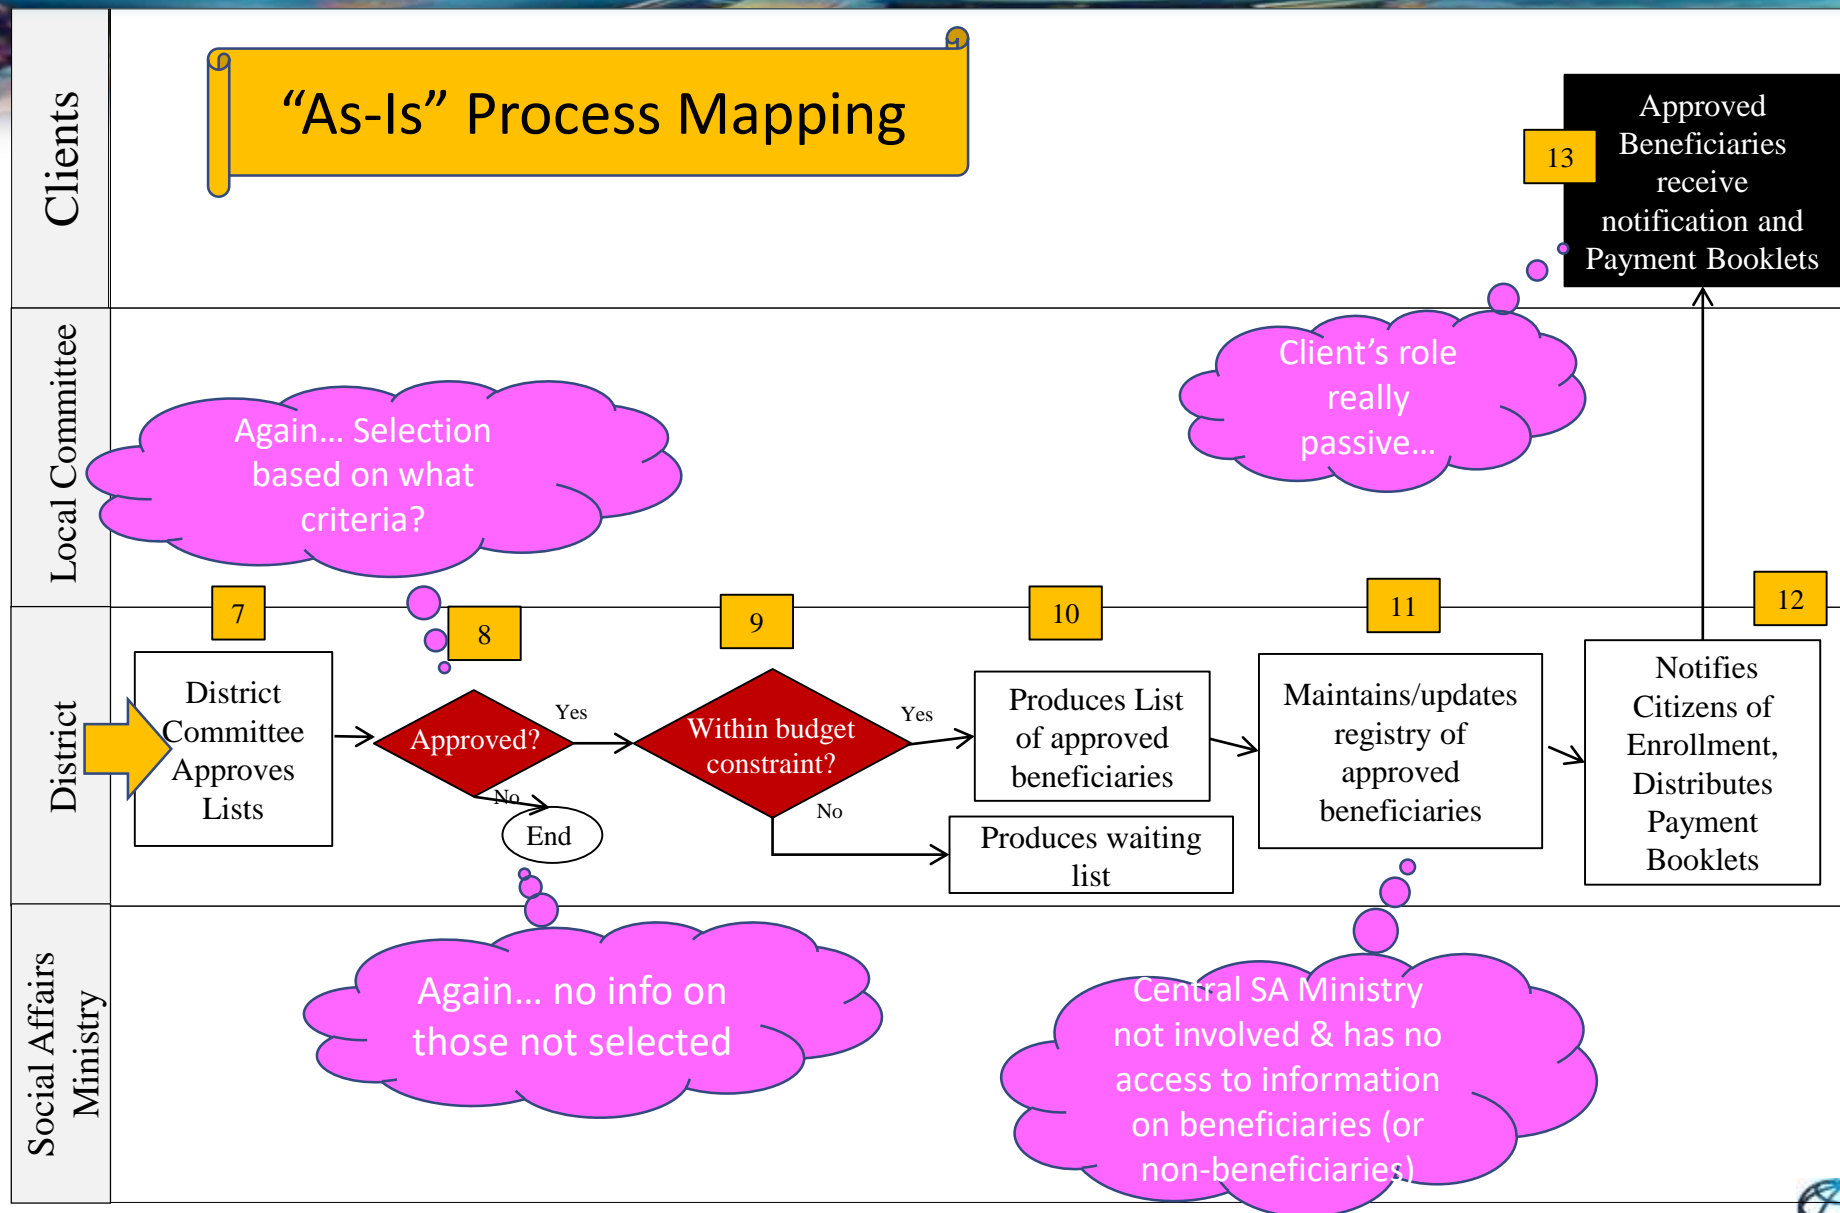 “As-Is” Process Mapping
Clients
13
Approved
Beneficiaries
receive
notification and
Payment Booklets
Local Committee
Again... Selection
based on what
criteria?
Client’s role
really
passive...
District
7
District
Committee
Approves
Lists
8
Approved?
Yes
No
End
9
Within budget
constraint?
Yes
No
10
Produces List
of approved
beneficiaries
Produces waiting
list
11
Maintains/updates
registry of
approved
beneficiaries
12
Notifies
Citizens of
Enrollment,
Distributes
Payment
Booklets
Social Affairs
Ministry
Again... no info on
those not selected
Central SA Ministry
not involved & has no
access to information
on beneficiaries (or
non-beneficiaries)